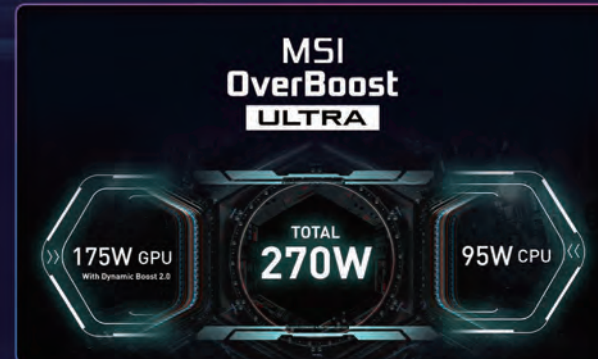 MSI
OverBoost
ULTRA
TOTAL
270W
175W GPU
With Dynamic Boost 2.0
95W CPU